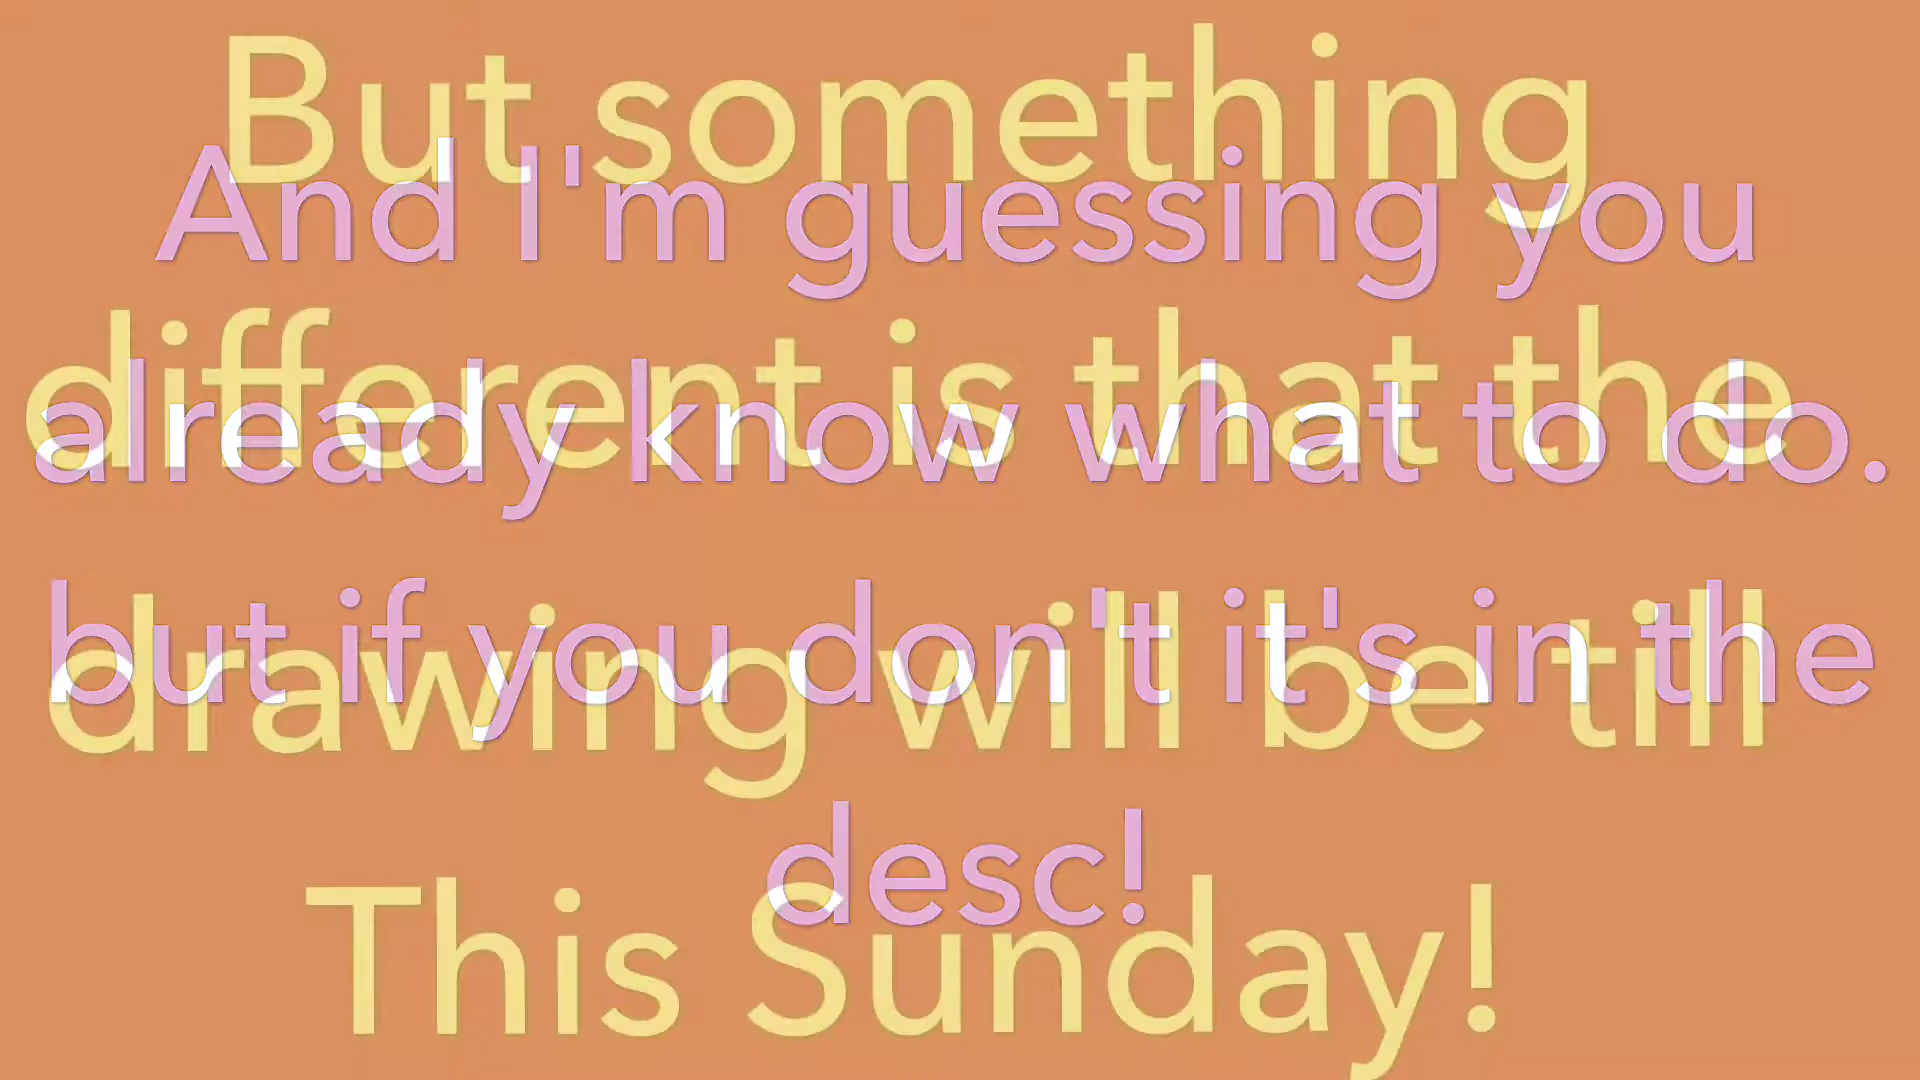 But something
different is that the
drawing will be till
This Sunday!
And I'm guessing you
already know what to do.
but if you don't it's in the
desc!